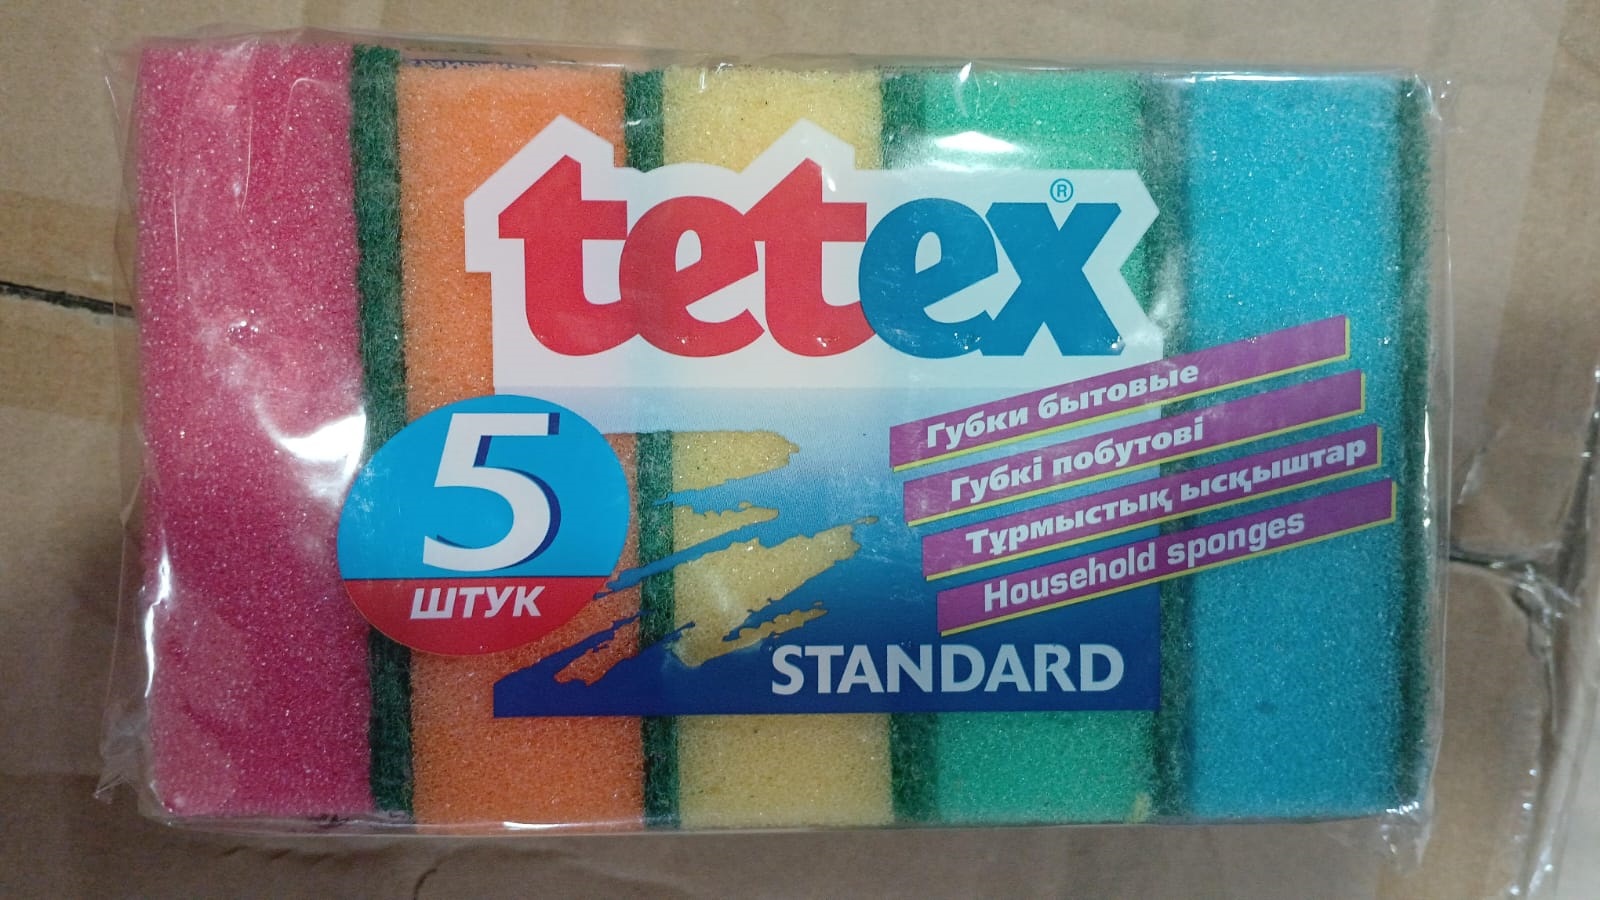 tetex®
5
ШТУК
Губки бытовые
Губкі побутові
Тұрмыстық ысқыштар
Household sponges
STANDARD